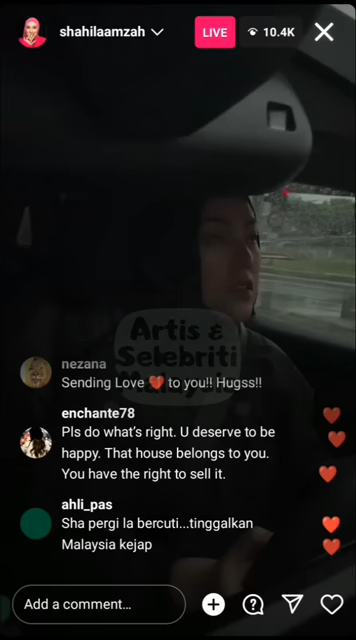 shahilaamzah
LIVE
10.4K
Artis &
Selebriti
Malaysia
nezana
Sending Love ❤️ to you!! Hugss!!
enchante78
Pls do what's right. U deserve to be
happy. That house belongs to you.
You have the right to sell it.
ahli_pas
Sha pergi la bercuti...tinggalkan
Malaysia kejap
Add a comment...